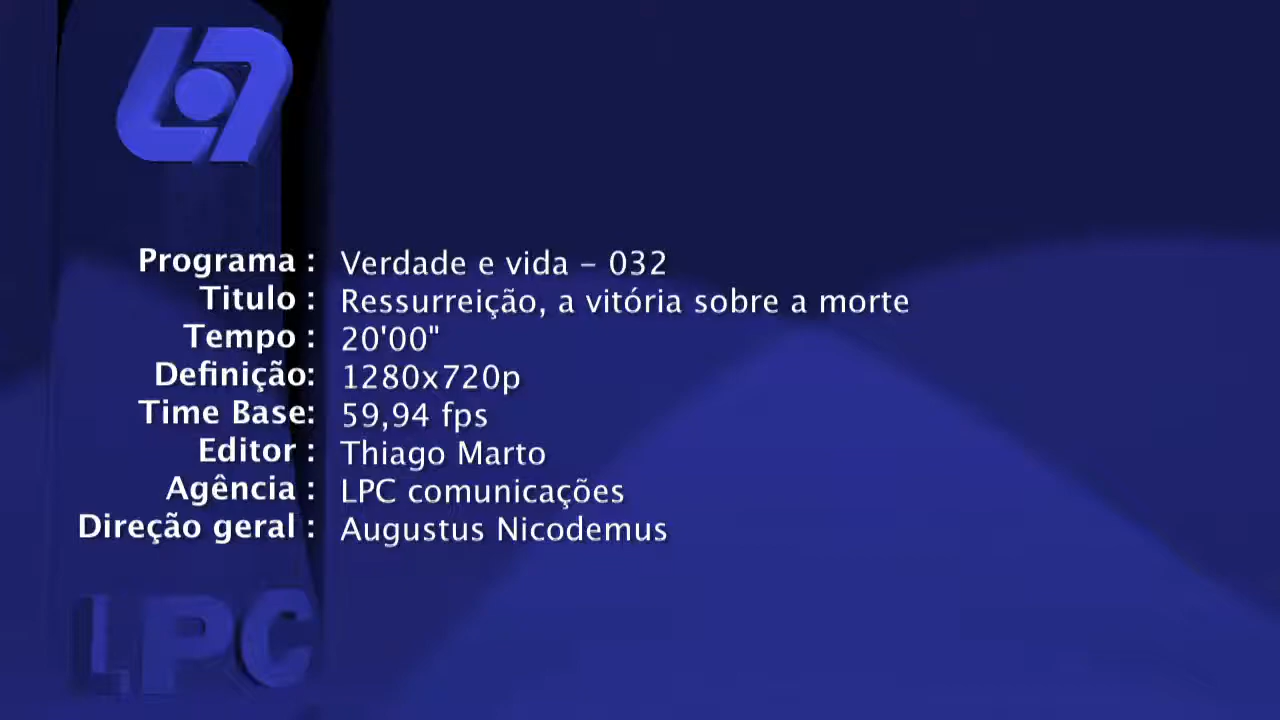 Programa : Verdade e vida – 032
Titulo : Ressurreição, a vitória sobre a morte
Tempo : 20'00"
Definição: 1280x720p
Time Base: 59,94 fps
Editor : Thiago Marto
Agência : LPC comunicações
Direção geral : Augustus Nicodemus
LPC